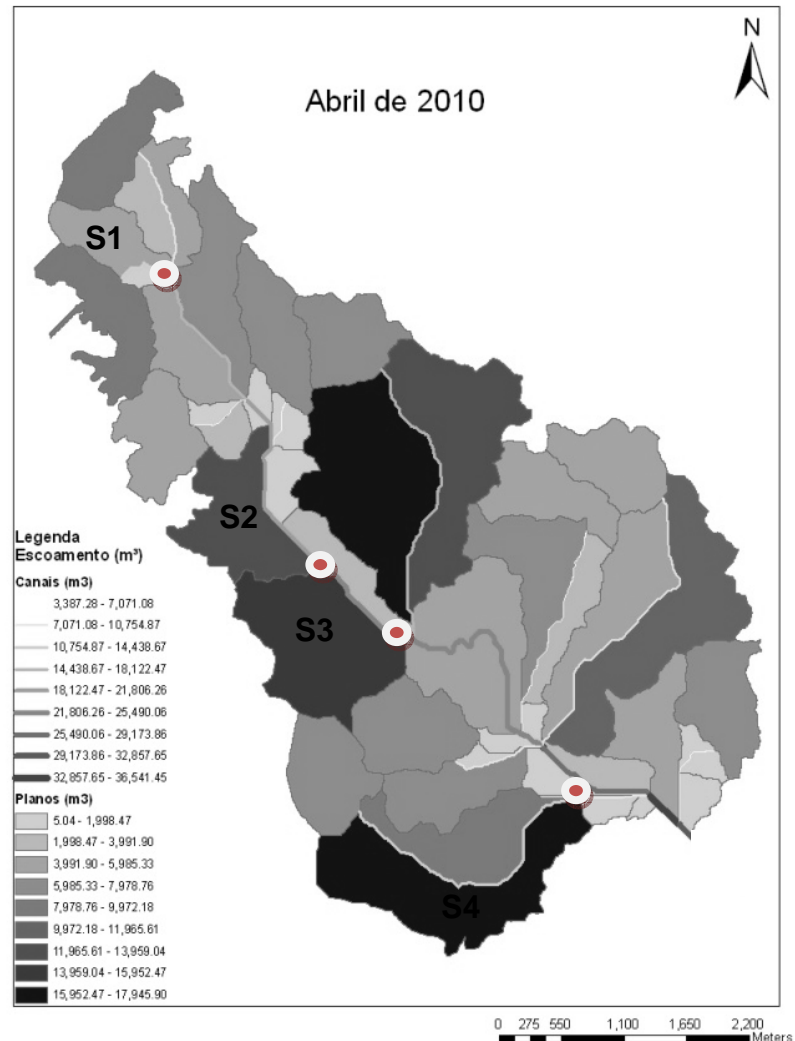 N
Abril de 2010
S1
S2
S3
S4
Legenda
Escoamento (m³)
Canais (m3)
3,387.28 - 7,071.08
7,071.08 - 10,754.87
10,754.87 - 14,438.67
14,438.67 - 18,122.47
18,122.47 - 21,806.26
21,806.26 - 25,490.06
25,490.06 - 29,173.86
29,173.86 - 32,857.65
32,857.65 - 36,541.45
Planos (m3)
5.04 - 1,998.47
1,998.47 - 3,991.90
3,991.90 - 5,985.33
5,985.33 - 7,978.76
7,978.76 - 9,972.18
9,972.18 - 11,965.61
11,965.61 - 13,959.04
13,959.04 - 15,952.47
15,952.47 - 17,945.90
0 275 550 1,100 1,650 2,200
Meters